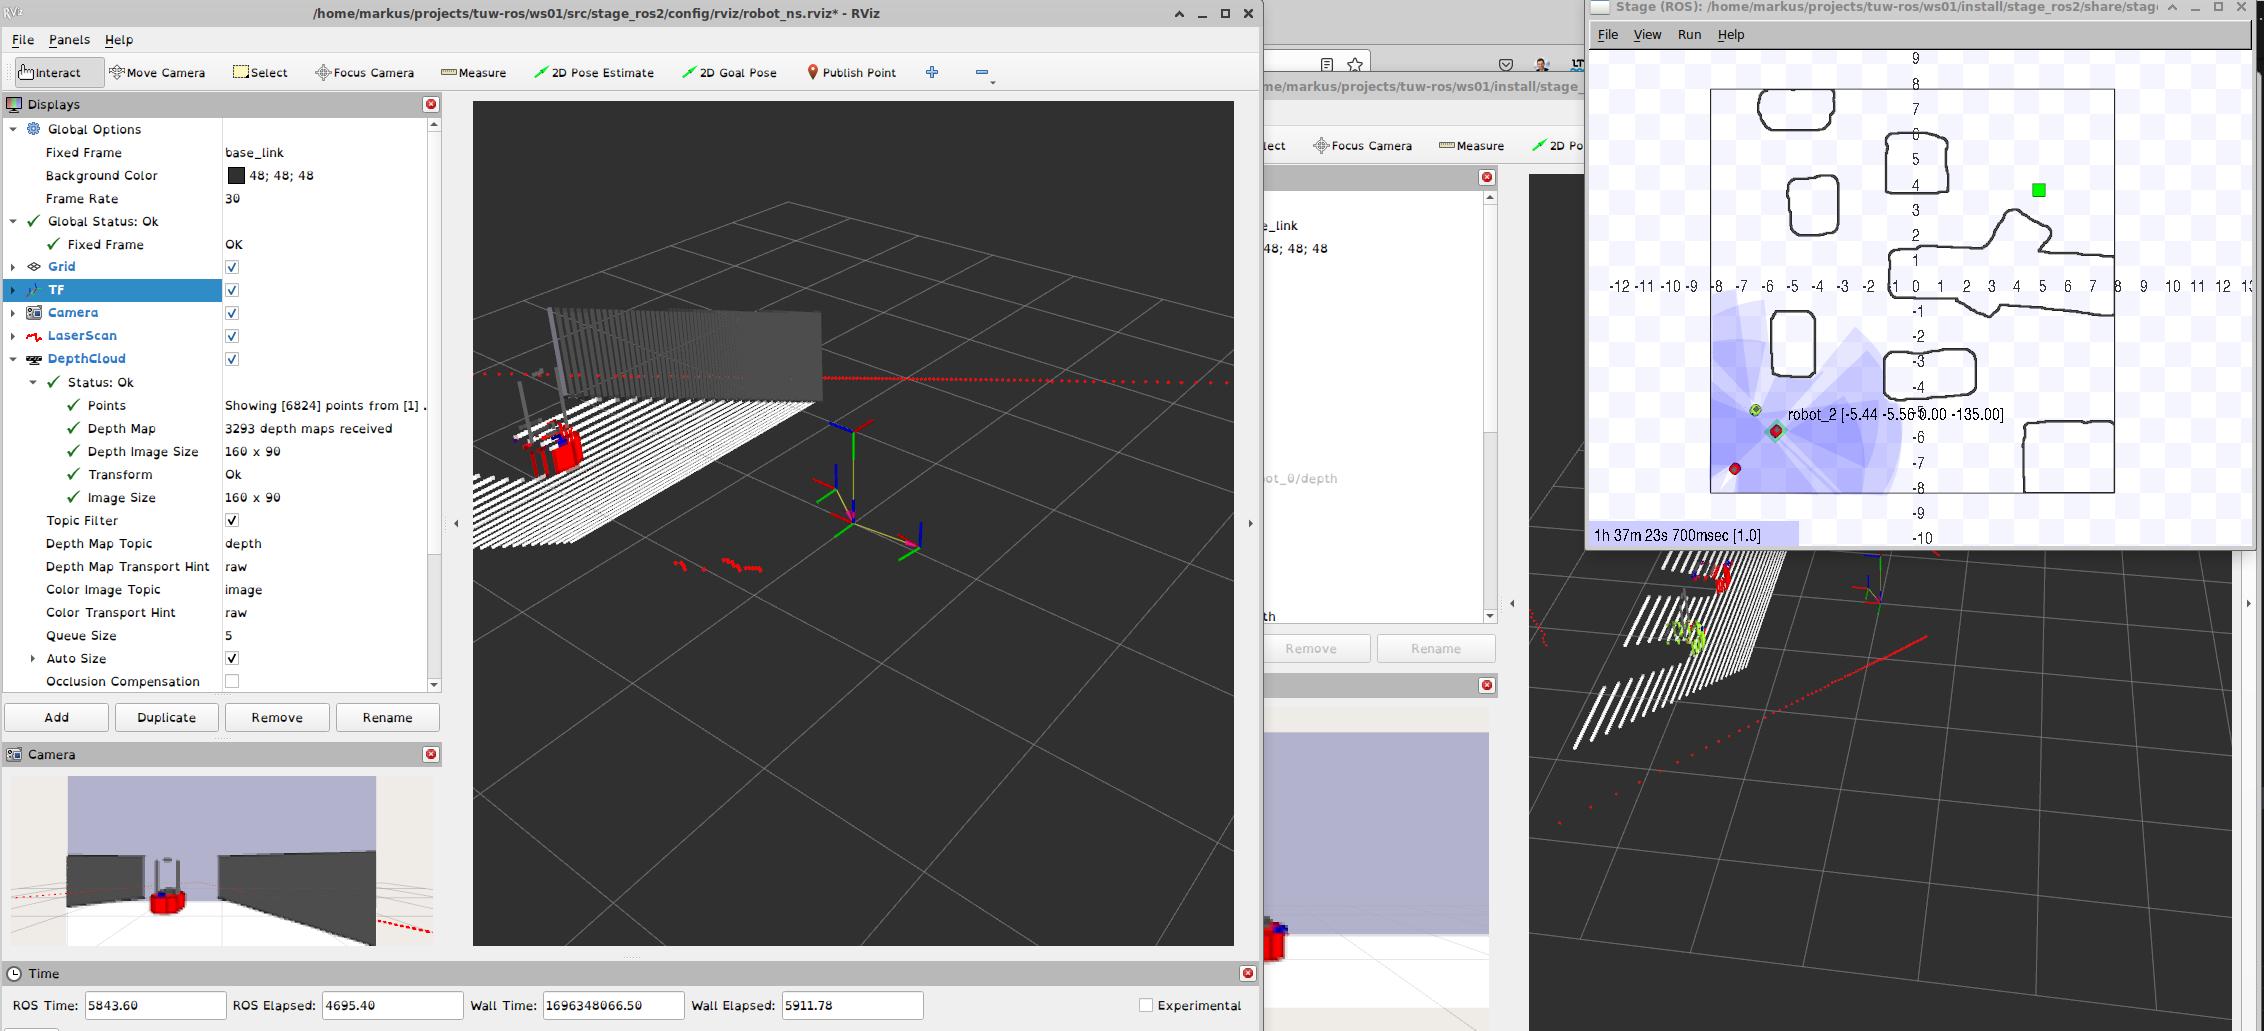 /home/markus/projects/tuw-ros/ws01/src/stage_ros2/config/rviz/robot_ns.rviz* - RViz
File Panels Help
Interact Move Camera Select Focus Camera Measure 2D Pose Estimate 2D Goal Pose Publish Point
Displays
Global Options
Fixed Frame base_link
Background Color 48; 48; 48
Frame Rate 30
Global Status: Ok
Fixed Frame OK
Grid
TF
Camera
LaserScan
DepthCloud
Status: Ok
Points Showing [6824] points from [1] .
Depth Map 3293 depth maps received
Depth Image Size 160 x 90
Transform Ok
Image Size 160 x 90
Topic Filter
Depth Map Topic depth
Depth Map Transport Hint raw
Color Image Topic image
Color Transport Hint raw
Queue Size 5
Auto Size
Occlusion Compensation
Add Duplicate Remove Rename
Camera
Time
ROS Time: 5843.60 ROS Elapsed: 4695.40 Wall Time: 1696348066.50 Wall Elapsed: 5911.78 Experimental
me/markus/projects/tuw-ros/ws01/install/stage_
lect Focus Camera Measure 2D Po
e_link
48; 48; 48
ot_0/depth
th
Remove Rename
Stage (ROS): /home/markus/projects/tuw-ros/ws01/install/stage_ros2/share/stage
File View Run Help
9
8
7
6
5
4
3
2
1
-12 -11 -10 -9 -8 -7 -6 -5 -4 -3 -2 -1 0 1 2 3 4 5 6 7 8 9 10 11 12 13
-1
-2
-3
-4
-5
robot_2 [-5.44 -5.56 0.00 -135.00]
-6
-7
-8
-9
-10
1h 37m 23s 700msec [1.0]